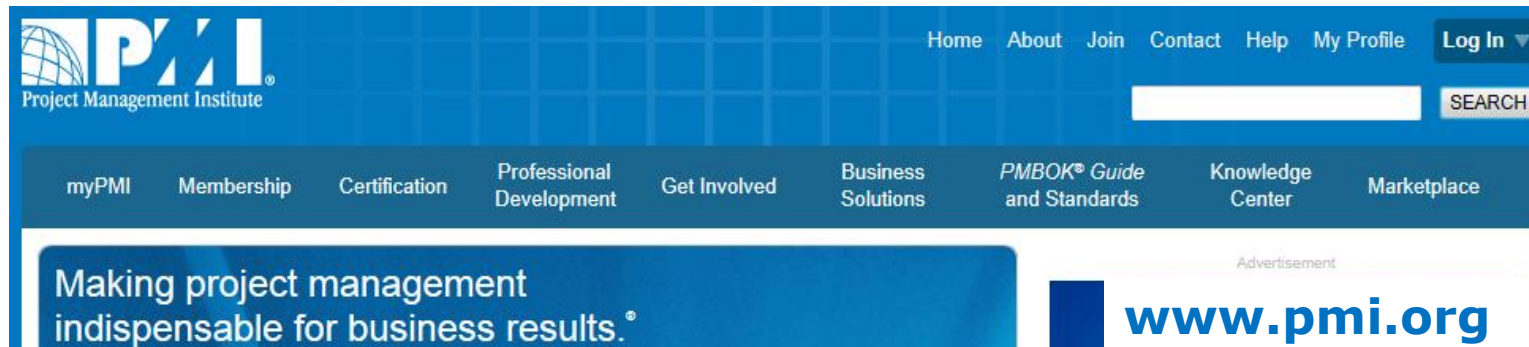 PMI®
Project Management Institute
Home About Join Contact Help My Profile Log In
SEARCH
myPMI Membership Certification Professional Development Get Involved Business Solutions PMBOK® Guide and Standards Knowledge Center Marketplace
Making project management
indispensable for business results.®
Advertisement
www.pmi.org